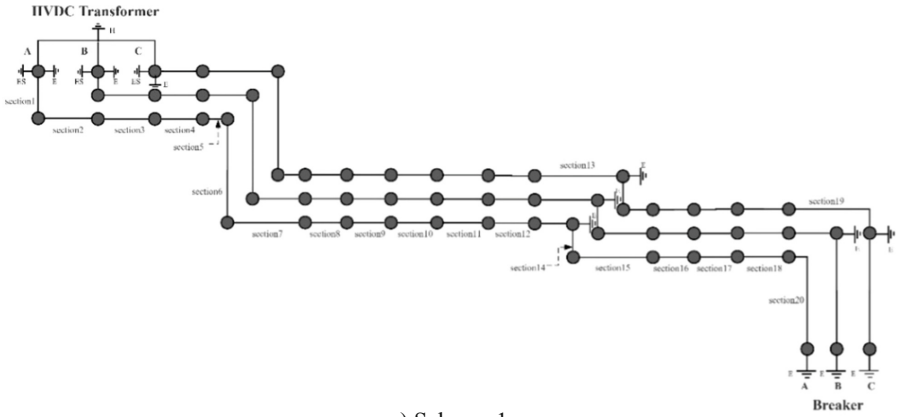 HVDC Transformer
H
A B C
ES E ES E ES E
section1
section2 section3 section4
section5
section6
section13
E
section19
section7 section8 section9 section10 section11 section12
section14
section15 section16 section17 section18
section20
E E E
A B C
Breaker